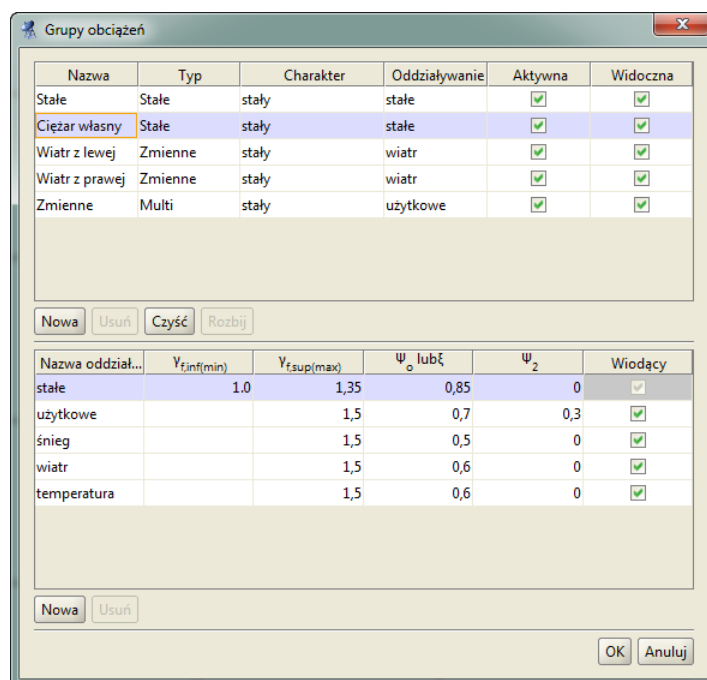 Grupy obciążeń
Nazwa Typ Charakter Oddziaływanie Aktywna Widoczna
Stałe Stałe stały stałe
Ciężar własny Stałe stały stałe
Wiatr z lewej Zmienne stały wiatr
Wiatr z prawej Zmienne stały wiatr
Zmienne Multi stały użytkowe
Nowa Usuń Czyść Rozbij
Nazwa oddział... γf,inf(min) γf,sup(max) Ψo lubξ Ψ2 Wiodący
stałe 1.0 1,35 0,85 0
użytkowe 1,5 0,7 0,3
śnieg 1,5 0,5 0
wiatr 1,5 0,6 0
temperatura 1,5 0,6 0
Nowa Usuń
OK Anuluj